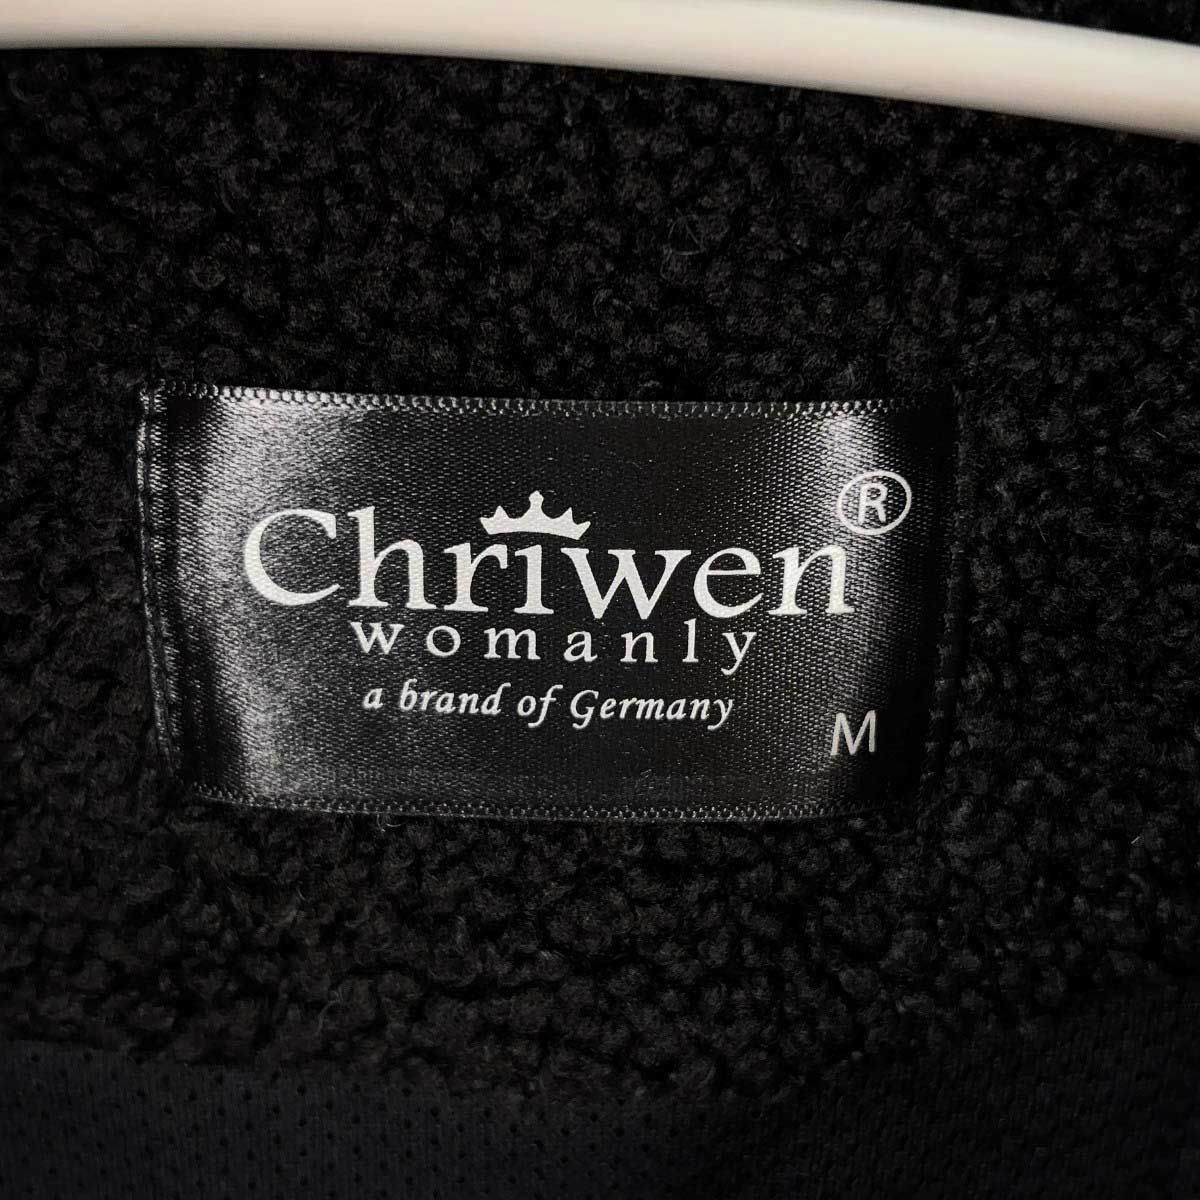 Chriwen®
womanly
a brand of Germany
M